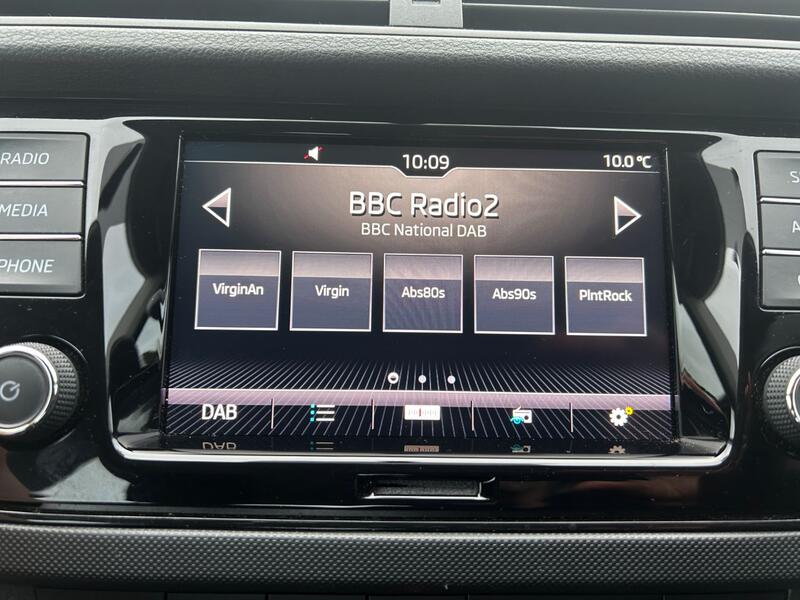 RADIO
MEDIA
PHONE
10:09
10.0 °C
BBC Radio2
BBC National DAB
VirginAn
Virgin
Abs80s
Abs90s
PlntRock
DAB